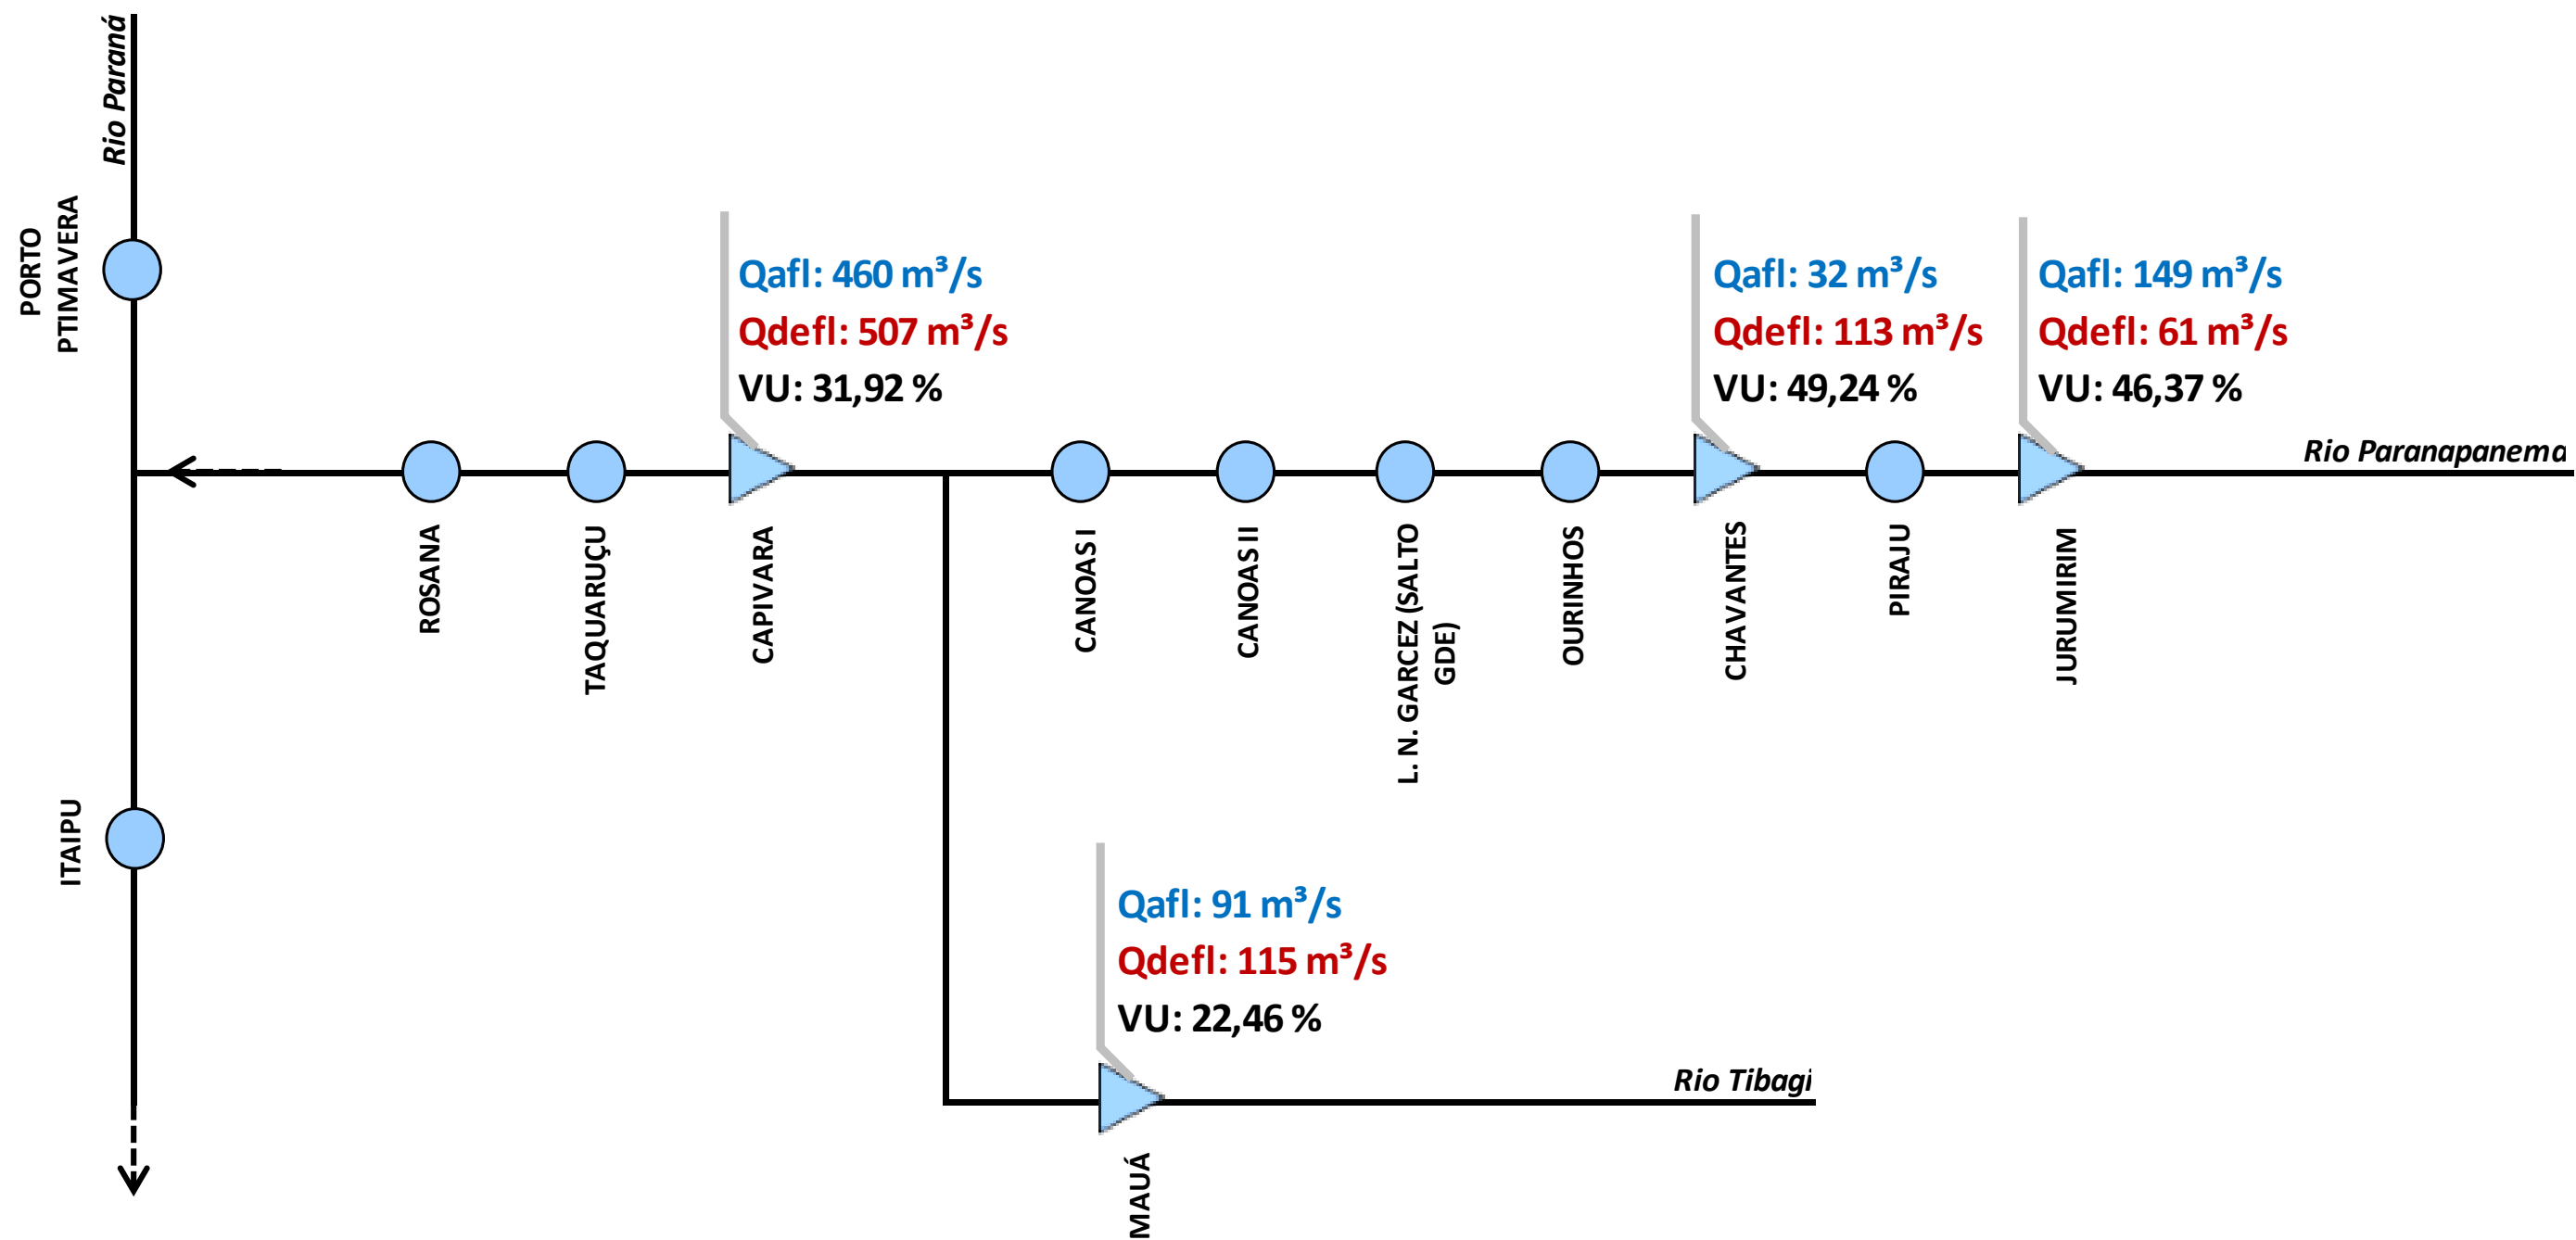 Rio Paraná
PORTO
PTIMAVERA
Qafl: 460 m³/s
Qdefl: 507 m³/s
VU: 31,92 %
Qafl: 32 m³/s
Qdefl: 113 m³/s
VU: 49,24 %
Qafl: 149 m³/s
Qdefl: 61 m³/s
VU: 46,37 %
Rio Paranapanema
ROSANA
TAQUARUÇU
CAPIVARA
CANOAS I
CANOAS II
L. N. GARCEZ (SALTO
GDE)
OURINHOS
CHAVANTES
PIRAJU
JURUMIRIM
ITAIPU
Qafl: 91 m³/s
Qdefl: 115 m³/s
VU: 22,46 %
Rio Tibagi
MAUÁ